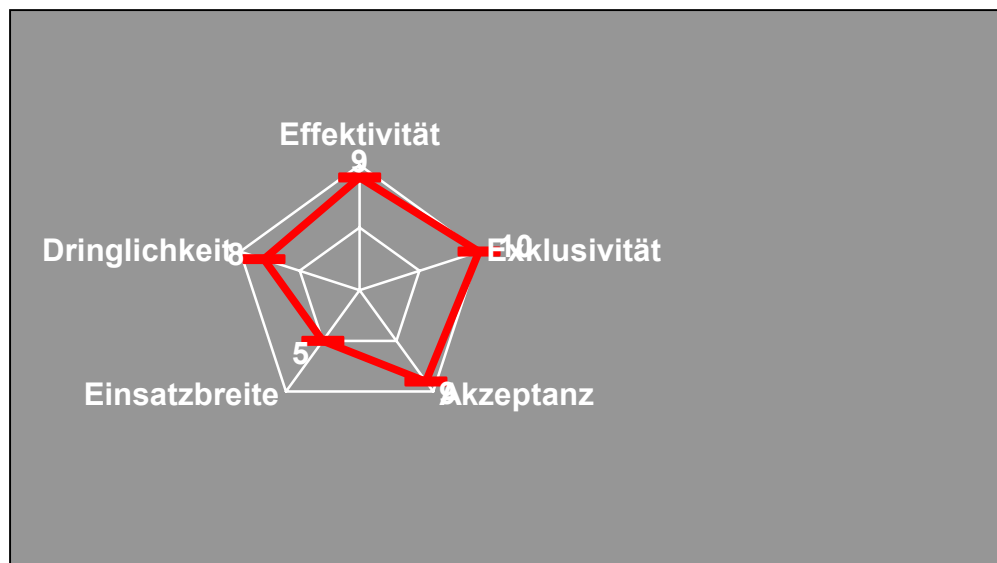 Effektivität
9
Dringlichkeit
8
10
Exklusivität
5
Einsatzbreite
9
Akzeptanz